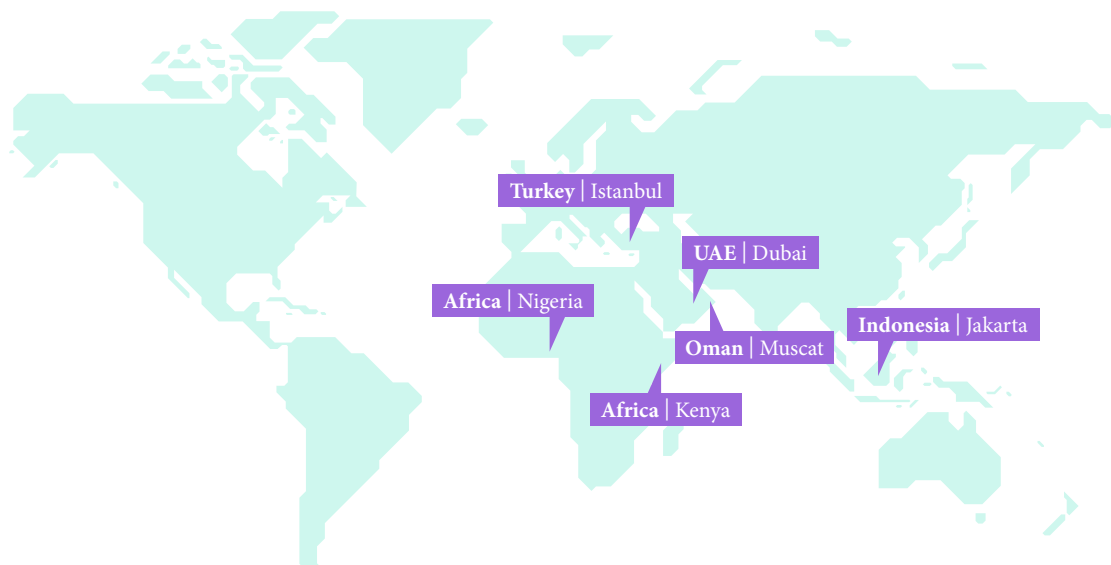 Turkey | Istanbul
UAE | Dubai
Africa | Nigeria
Indonesia | Jakarta
Oman | Muscat
Africa | Kenya